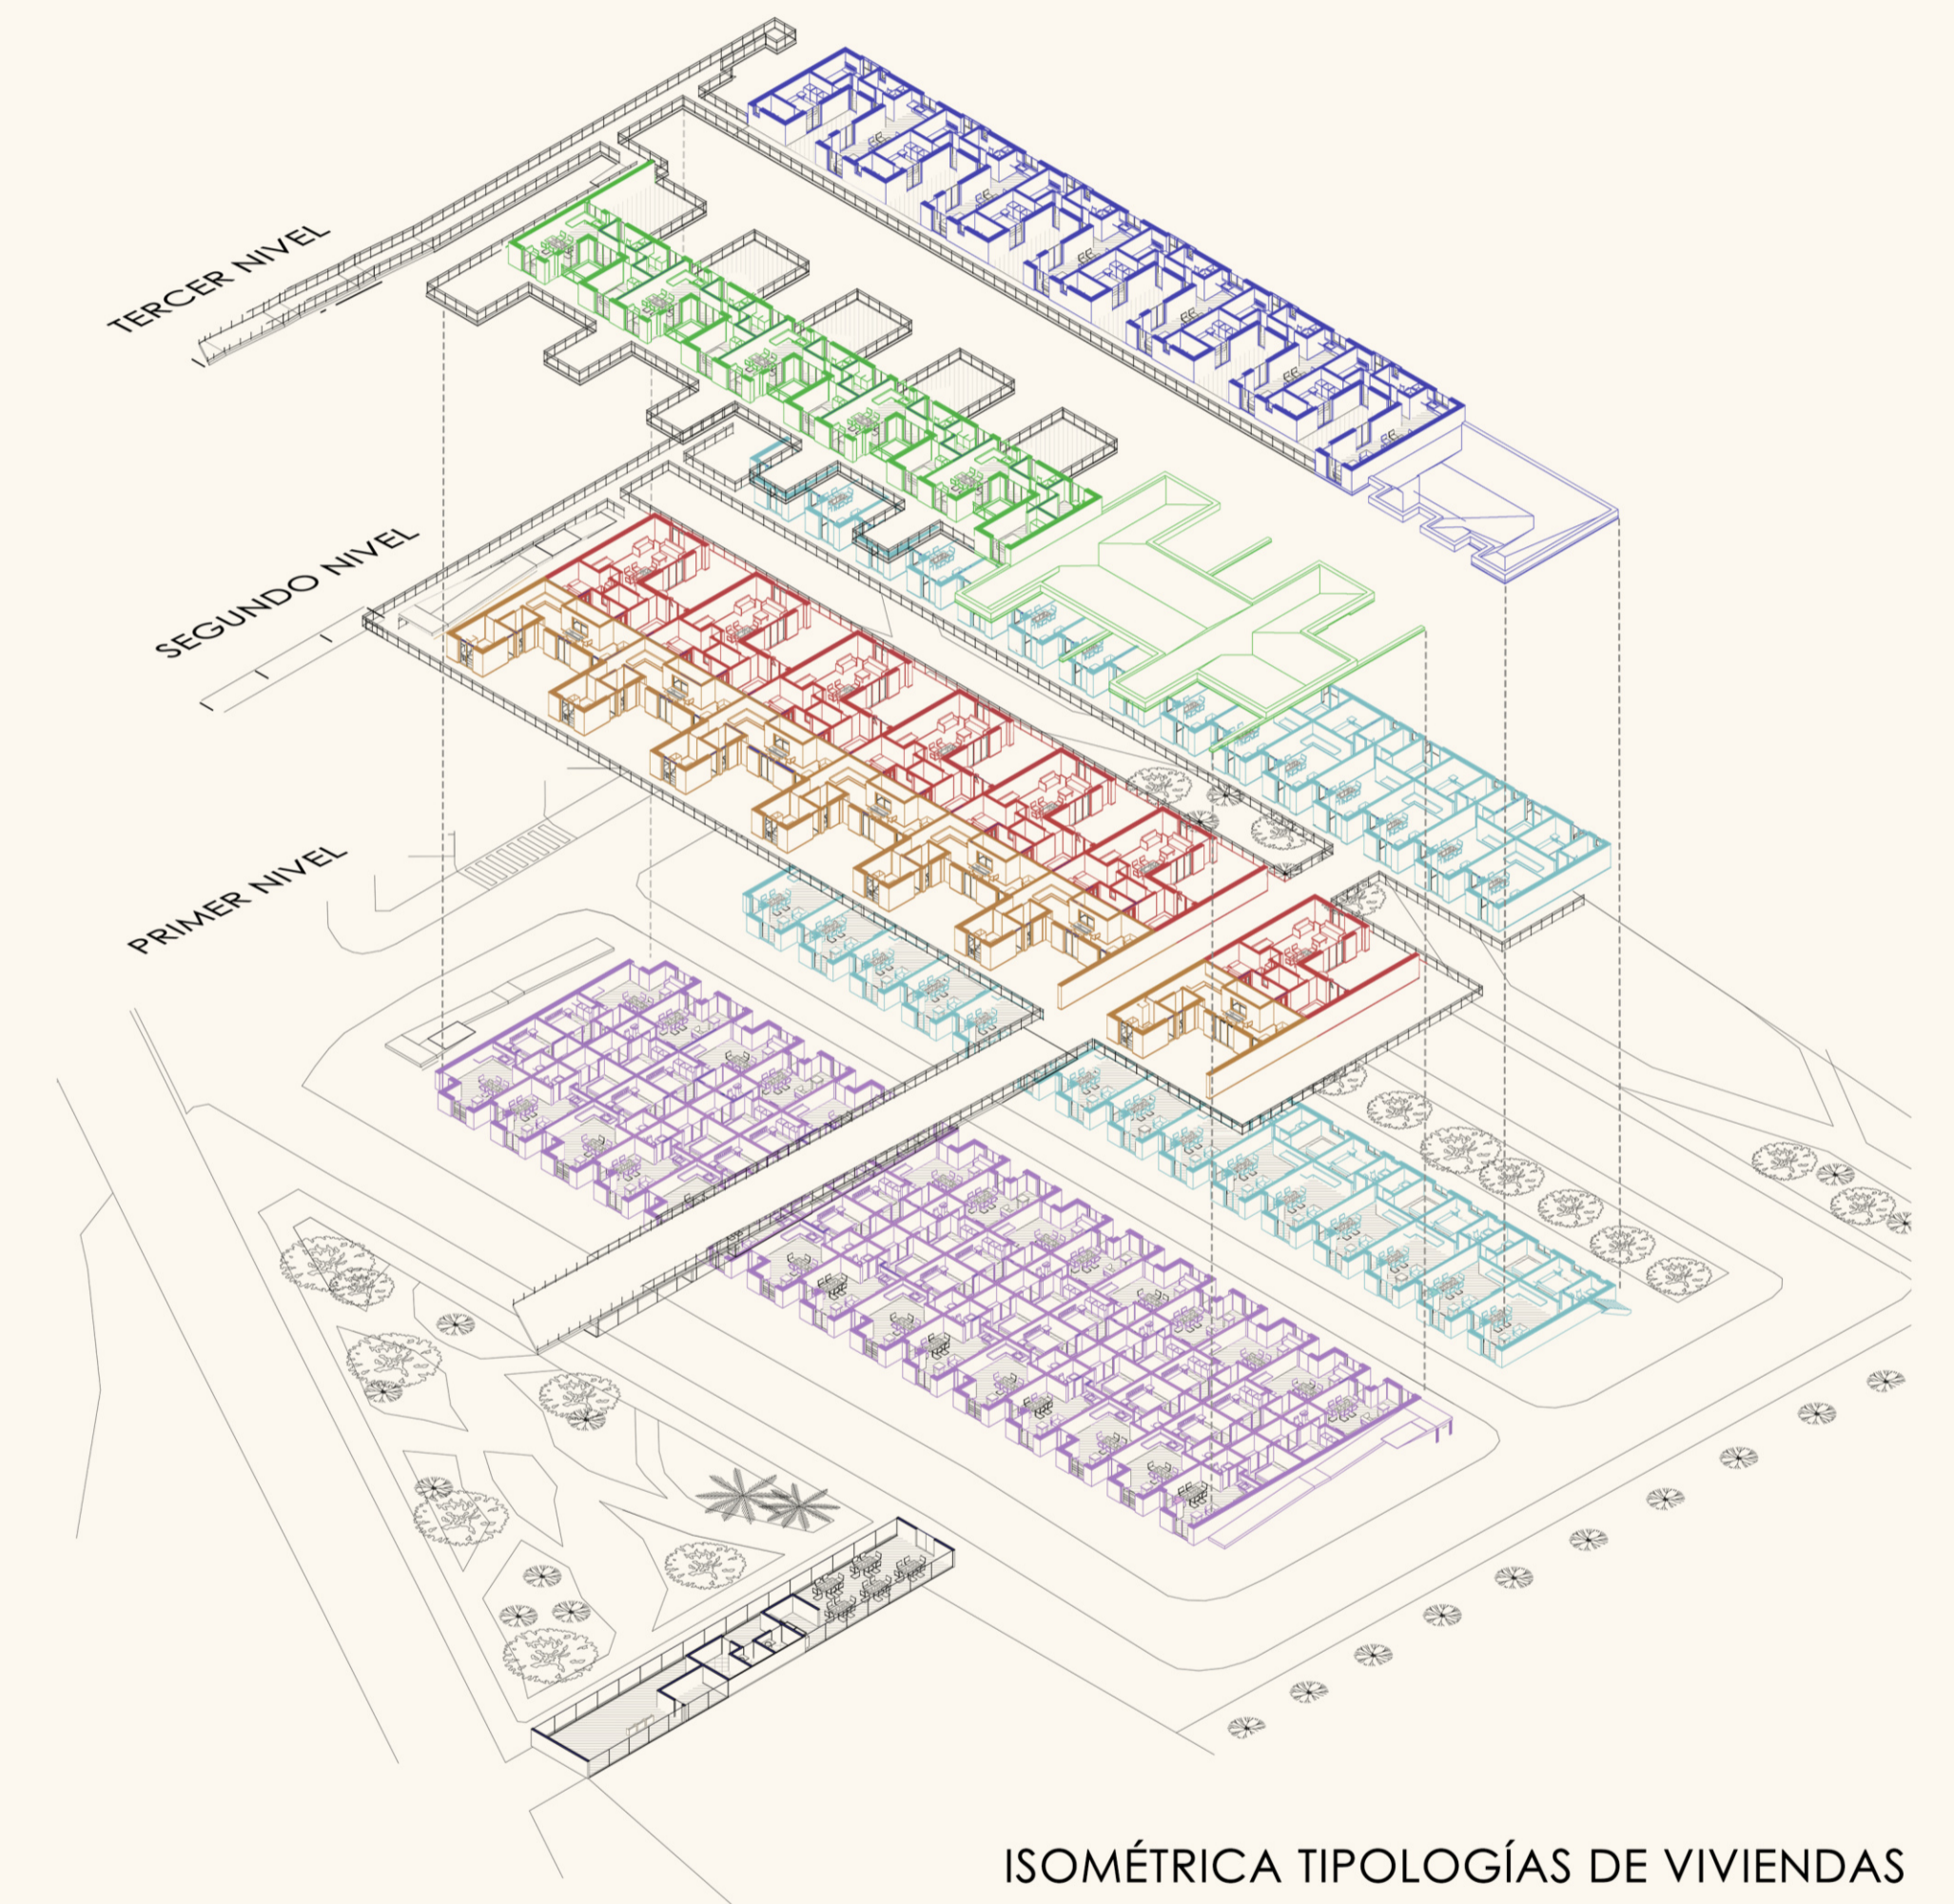 TERCER NIVEL
SEGUNDO NIVEL
PRIMER NIVEL
ISOMÉTRICA TIPOLOGÍAS DE VIVIENDAS